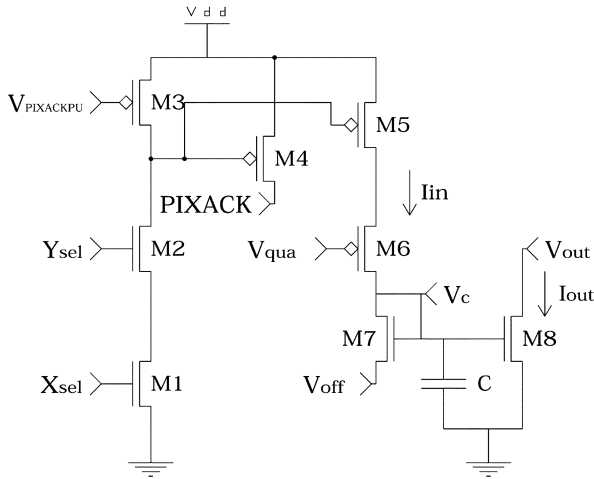 Vdd
VPIXACKPU
M3
M5
M4
PIXACK
Iin
Ysel
M2
Vqua
M6
Vout
Vc
Iout
M7
M8
Xsel
M1
Voff
C